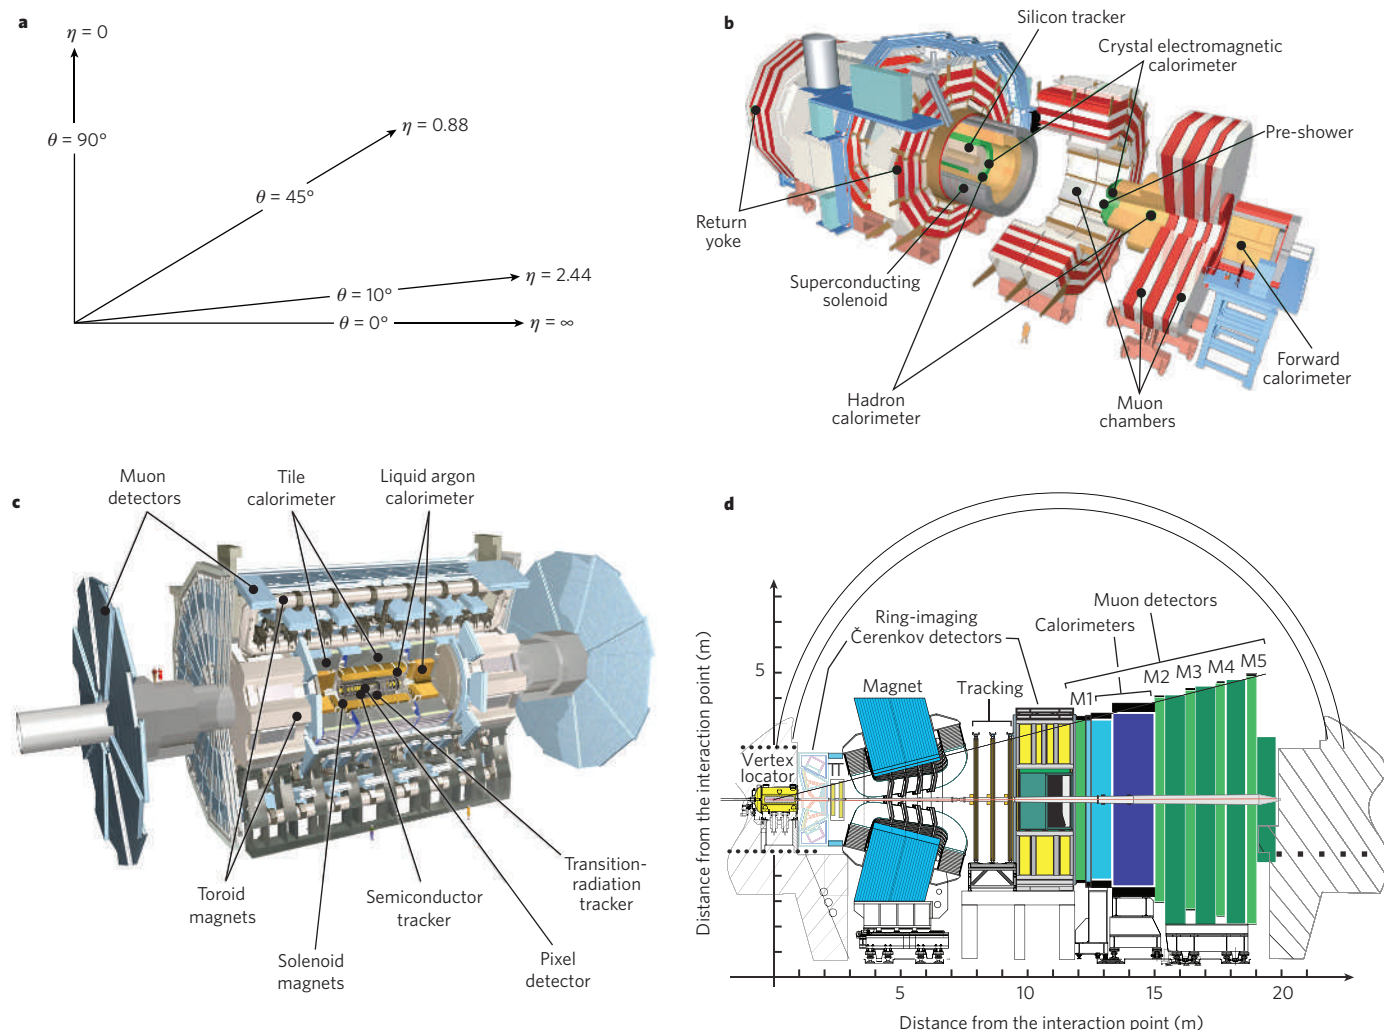 a
η = 0
θ = 90°
η = 0.88
θ = 45°
η = 2.44
θ = 10°
θ = 0°
η = ∞
b
Silicon tracker
Crystal electromagnetic
calorimeter
Pre-shower
Return
yoke
Superconducting
solenoid
Hadron
calorimeter
Muon
chambers
Forward
calorimeter
c
Muon
detectors
Tile
calorimeter
Liquid argon
calorimeter
Toroid
magnets
Solenoid
magnets
Semiconductor
tracker
Pixel
detector
Transition-
radiation
tracker
d
Distance from the interaction point (m)
5
Vertex
locator
TT
Ring-imaging
Čerenkov detectors
Magnet
Tracking
Calorimeters
Muon detectors
M1
M2
M3
M4
M5
5
10
15
20
Distance from the interaction point (m)